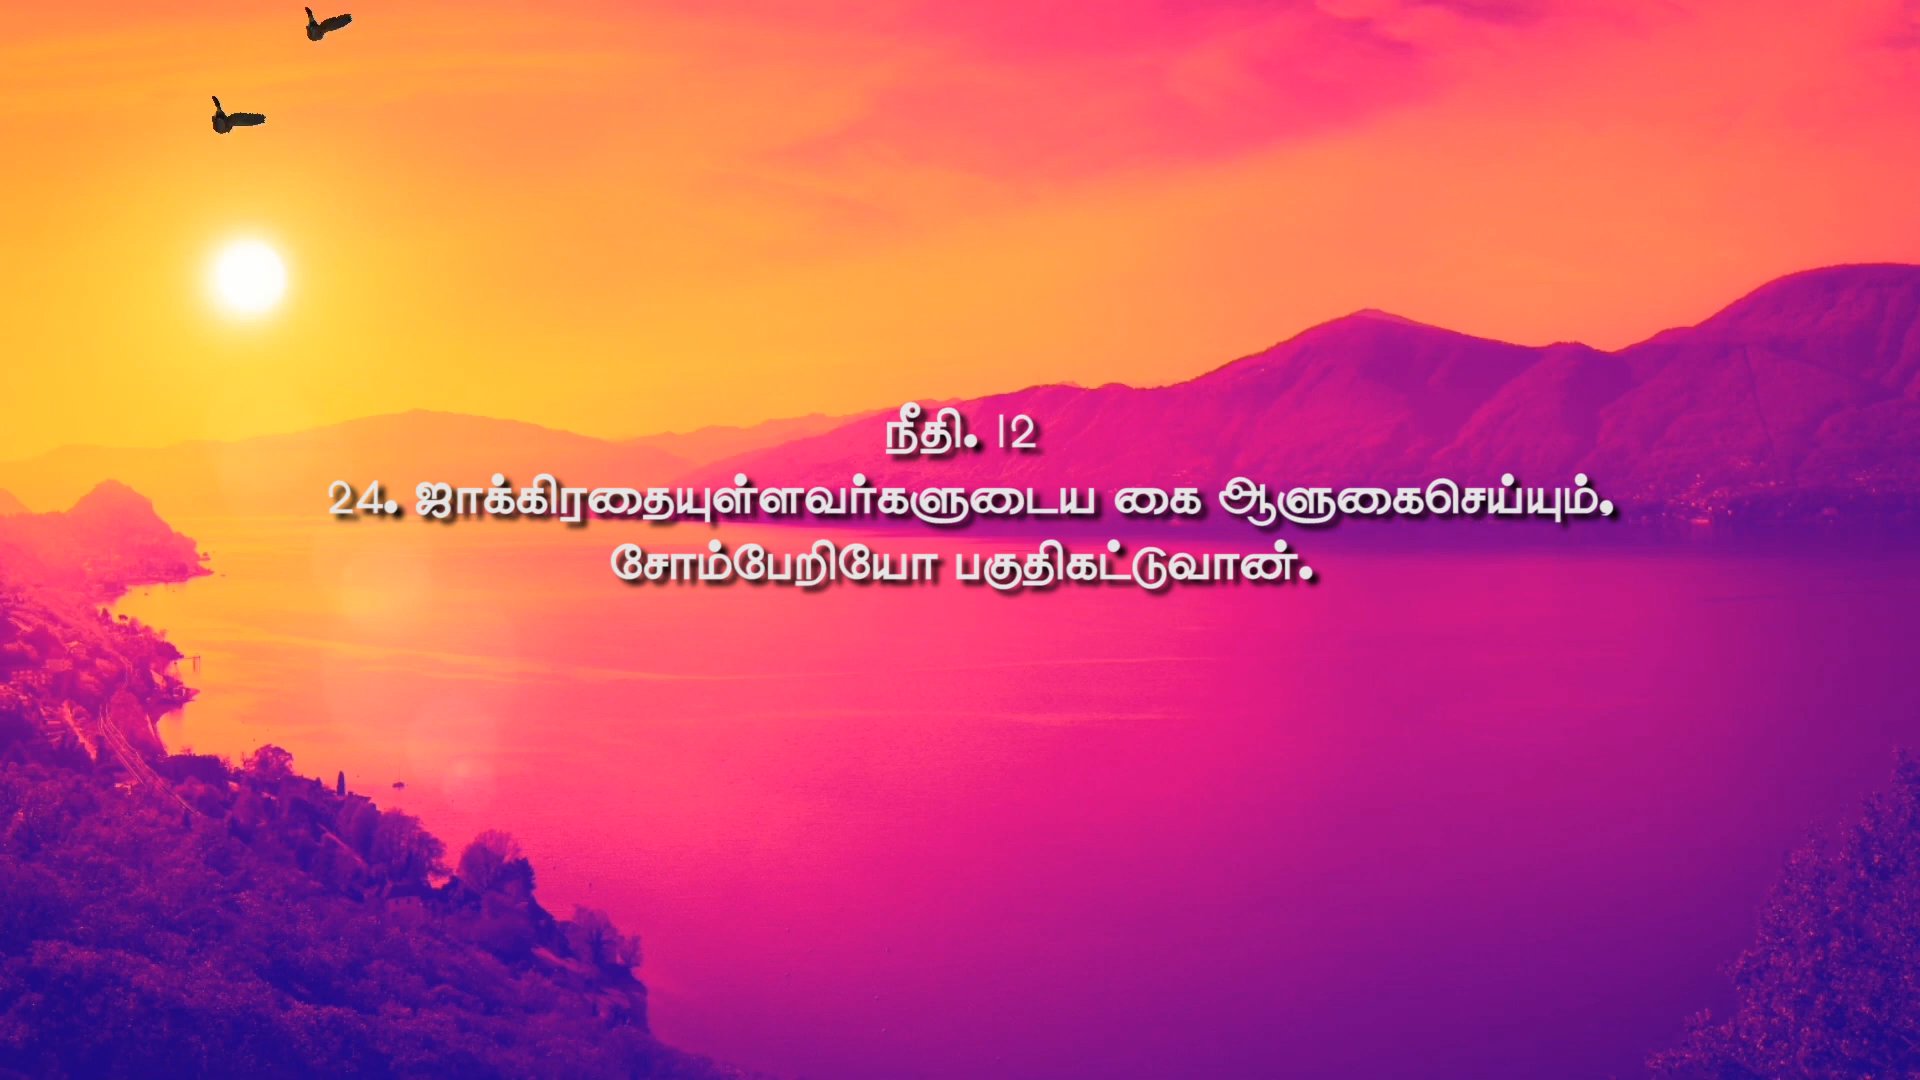 நீதி. 12
24. ஜாக்கிரதையுள்ளவர்களுடைய கை ஆளுகைசெய்யும்,
சோம்பேறியோ பகுதிகட்டுவான்.